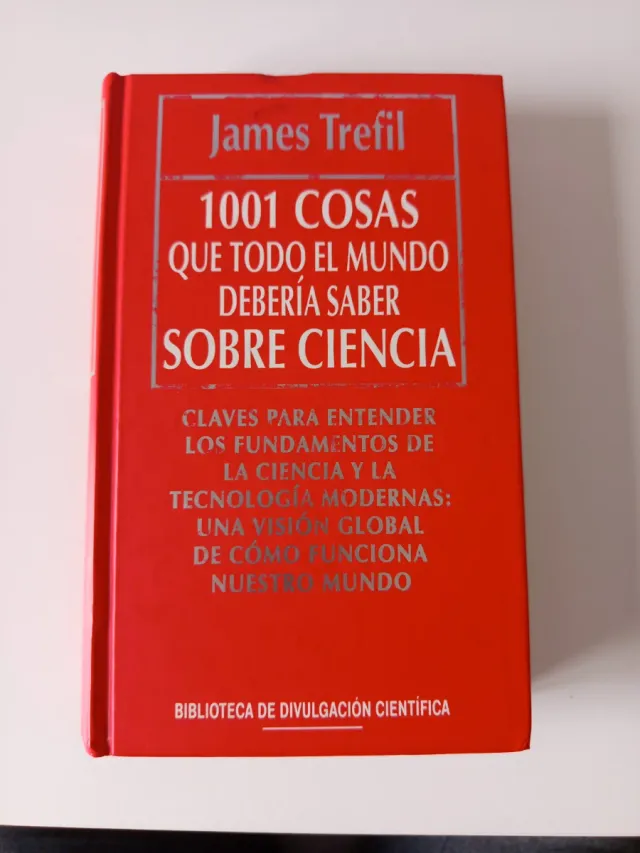 James Trefil
1001 COSAS
QUE TODO EL MUNDO
DEBERÍA SABER
SOBRE CIENCIA
CLAVES PARA ENTENDER
LOS FUNDAMENTOS DE
LA CIENCIA Y LA
TECNOLOGÍA MODERNAS:
UNA VISIÓN GLOBAL
DE CÓMO FUNCIONA
NUESTRO MUNDO
BIBLIOTECA DE DIVULGACIÓN CIENTÍFICA